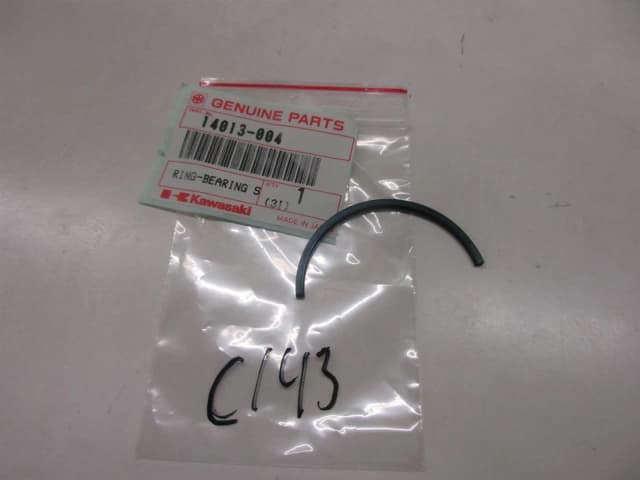 GENUINE PARTS
14013-004
RING-BEARING S
QTY
1
(31)
Kawasaki
MADE IN JA
C143